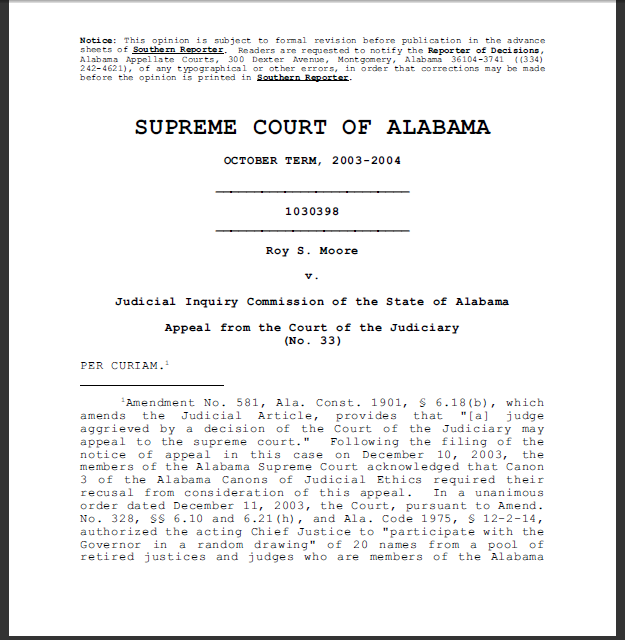 Notice: This opinion is subject to formal revision before publication in the advance
sheets of Southern Reporter. Readers are requested to notify the Reporter of Decisions,
Alabama Appellate Courts, 300 Dexter Avenue, Montgomery, Alabama 36104-3741 ((334)
242-4621), of any typographical or other errors, in order that corrections may be made
before the opinion is printed in Southern Reporter.
SUPREME COURT OF ALABAMA
OCTOBER TERM, 2003-2004
1030398
Roy S. Moore
v.
Judicial Inquiry Commission of the State of Alabama
Appeal from the Court of the Judiciary
(No. 33)
PER CURIAM.1
1Amendment No. 581, Ala. Const. 1901, § 6.18(b), which
amends the Judicial Article, provides that "[a] judge
aggrieved by a decision of the Court of the Judiciary may
appeal to the supreme court." Following the filing of the
notice of appeal in this case on December 10, 2003, the
members of the Alabama Supreme Court acknowledged that Canon
3 of the Alabama Canons of Judicial Ethics required their
recusal from consideration of this appeal. In a unanimous
order dated December 11, 2003, the Court, pursuant to Amend.
No. 328, §§ 6.10 and 6.21(h), and Ala. Code 1975, § 12-2-14,
authorized the acting Chief Justice to "participate with the
Governor in a random drawing" of 20 names from a pool of
retired justices and judges who are members of the Alabama